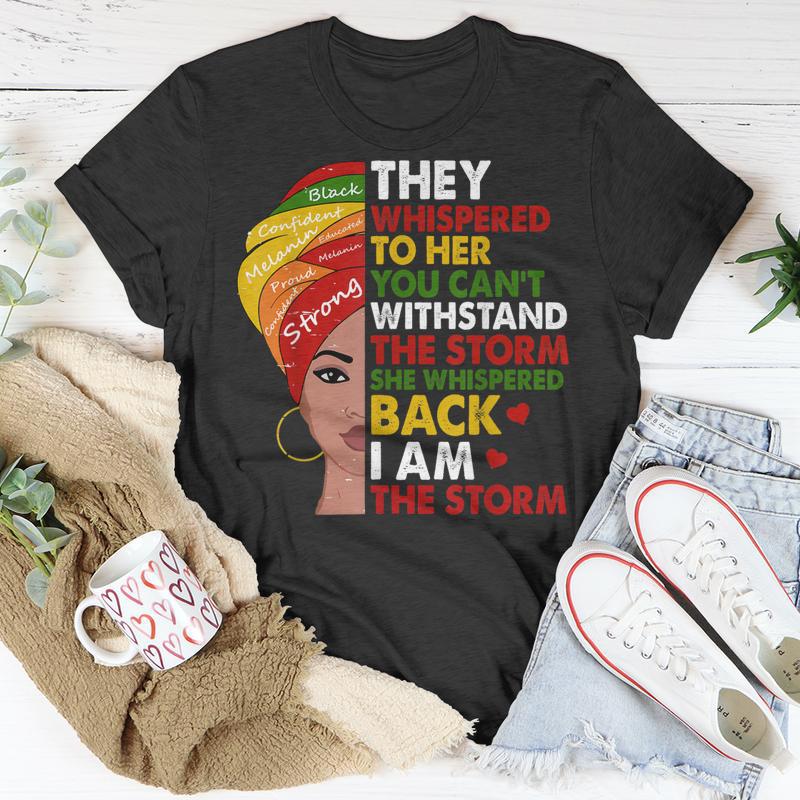 Black
Confident
Educated
Melanin
Melanin
Proud
Confident
Strong
THEY
WHISPERED
TO HER
YOU CAN'T
WITHSTAND
THE STORM
SHE WHISPERED
BACK
I AM
THE STORM